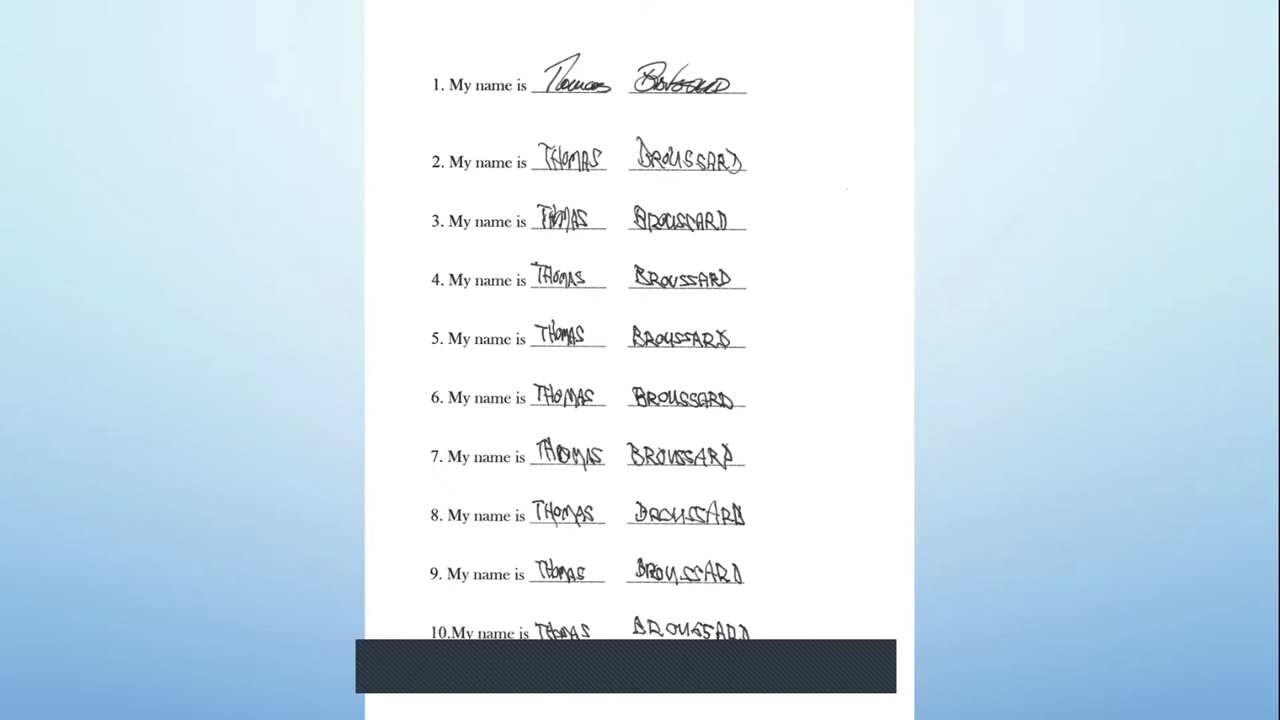 1. My name is Thomas Broussard
2. My name is THOMAS BROUSSARD
3. My name is THOMAS BROUSSARD
4. My name is THOMAS BROUSSARD
5. My name is THOMAS BROUSSARD
6. My name is THOMAS BROUSSARD
7. My name is THOMAS BROUSSARD
8. My name is THOMAS BROUSSARD
9. My name is THOMAS BROUSSARD
10.My name is THOMAS BROUSSARD